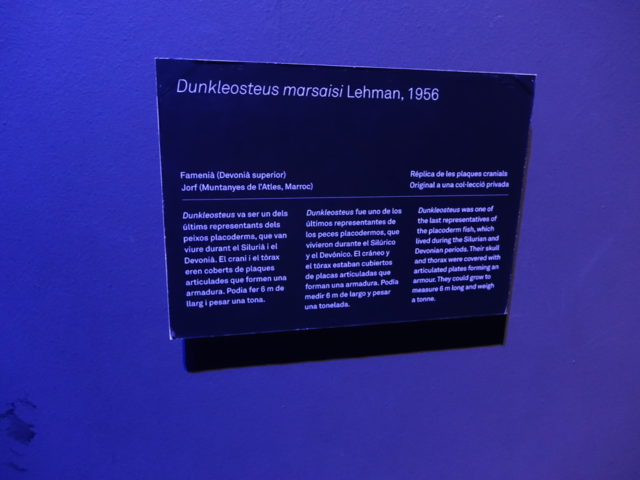 Dunkleosteus marsaisi Lehman, 1956
Famenià (Devonià superior)
Jorf (Muntanyes de l'Atles, Marroc)
Rèplica de les plaques cranials
Original a una col·lecció privada
Dunkleosteus va ser un dels
últims representants dels
peixos placoderms, que van
viure durant el Silurià i el
Devonià. El crani i el tòrax
eren coberts de plaques
articulades que formen una
armadura. Podia fer 6 m de
llarg i pesar una tona.
Dunkleosteus fue uno de los
últimos representantes de
los peces placodermos, que
vivieron durante el Silúrico
y el Devónico. El cráneo y
el tórax estaban cubiertos
de placas articuladas que
forman una armadura. Podía
medir 6 m de largo y pesar
una tonelada.
Dunkleosteus was one of
the last representatives of
the placoderm fish, which
lived during the Silurian and
Devonian periods. Their skull
and thorax were covered with
articulated plates forming an
armour. They could grow to
measure 6 m long and weigh
a tonne.